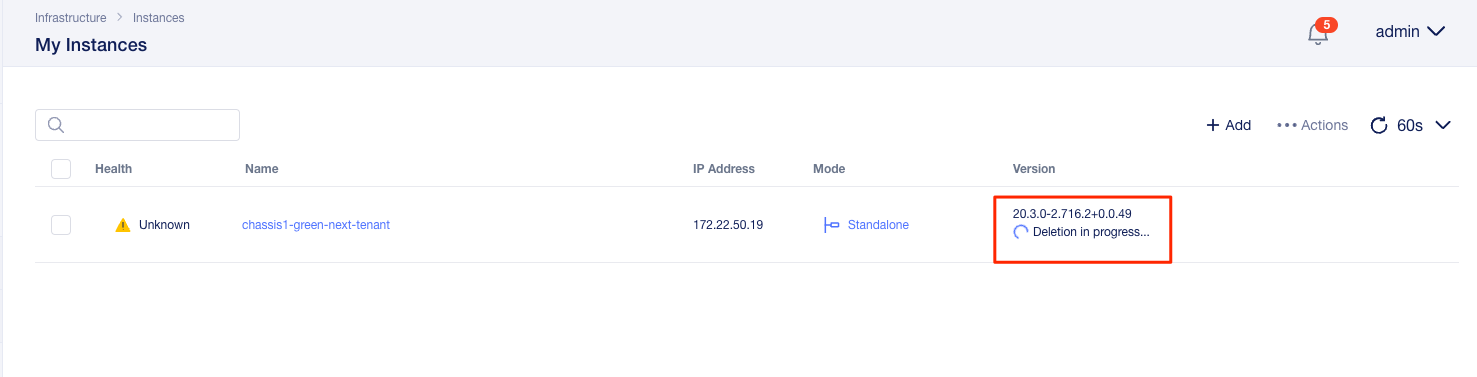 Infrastructure > Instances
My Instances
5
admin
+ Add
••• Actions
60s
Health Name IP Address Mode Version
Unknown chassis1-green-next-tenant 172.22.50.19 Standalone
20.3.0-2.716.2+0.0.49
Deletion in progress...